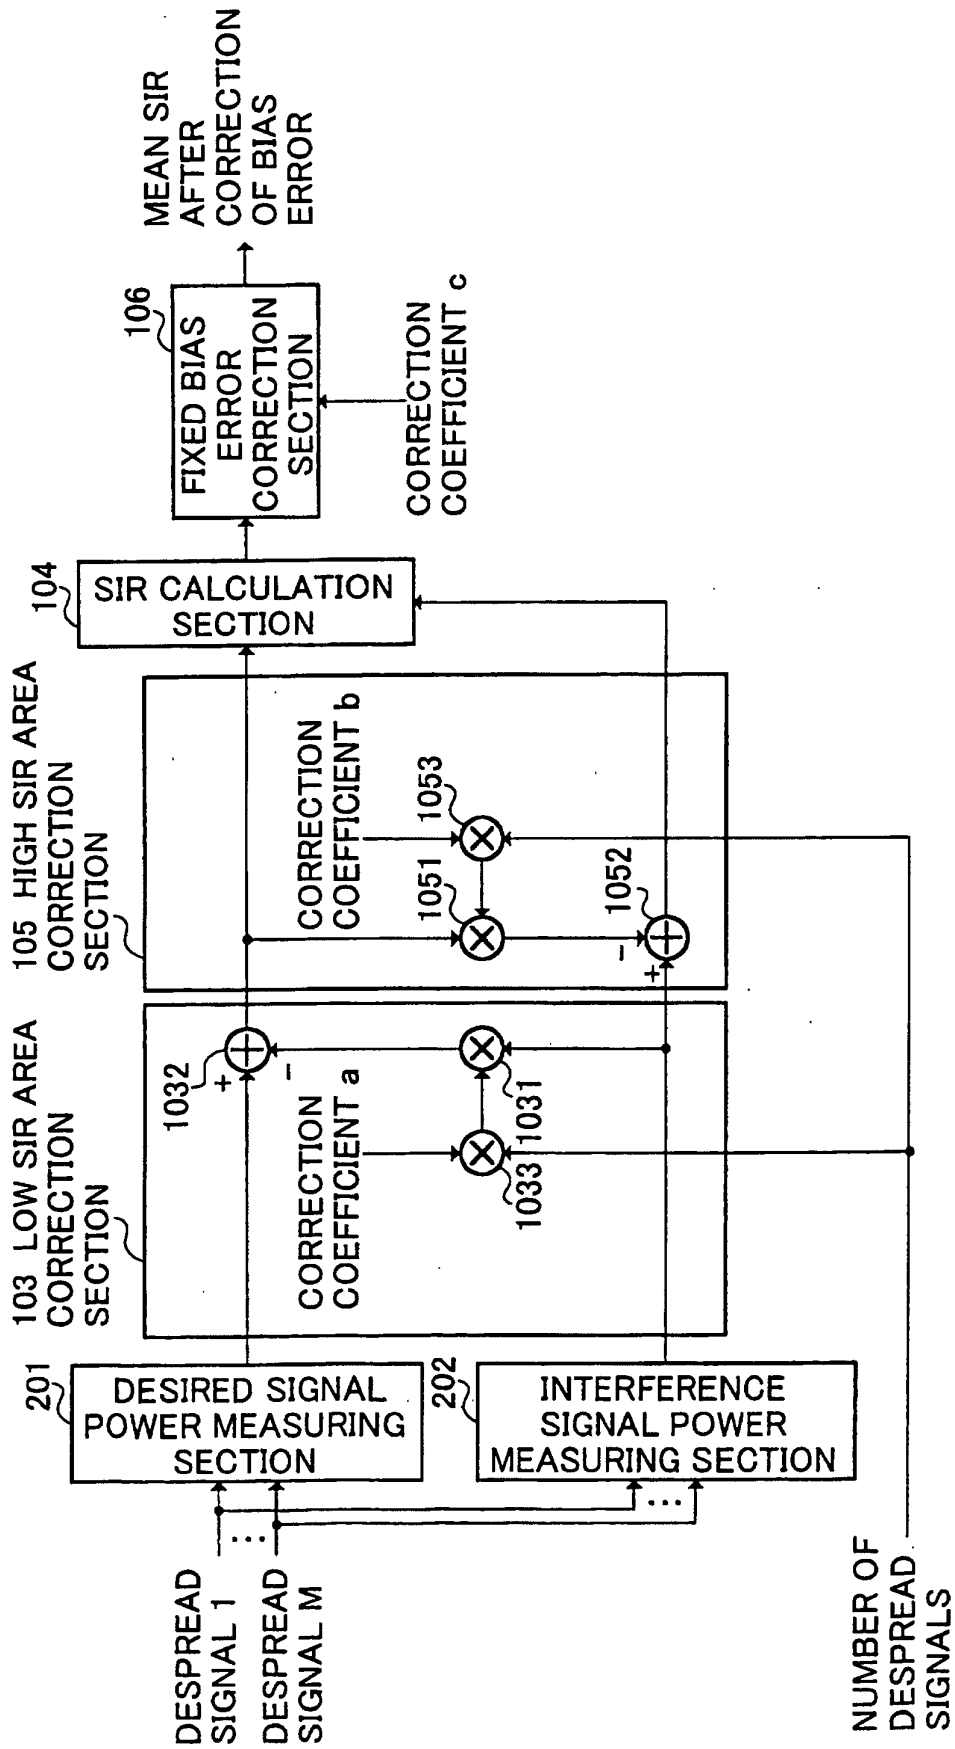 DESPREAD
SIGNAL 1
...
DESPREAD
SIGNAL M
NUMBER OF
DESPREAD
SIGNALS
201
DESIRED SIGNAL
POWER MEASURING
SECTION
202
INTERFERENCE
SIGNAL POWER
MEASURING SECTION
...
103 LOW SIR AREA
CORRECTION
SECTION
1032
+
-
CORRECTION
COEFFICIENT a
1033
1031
105 HIGH SIR AREA
CORRECTION
SECTION
CORRECTION
COEFFICIENT b
1051
1053
1052
-
+
104
SIR CALCULATION
SECTION
106
FIXED BIAS
ERROR
CORRECTION
SECTION
CORRECTION
COEFFICIENT c
MEAN SIR
AFTER
CORRECTION
OF BIAS
ERROR